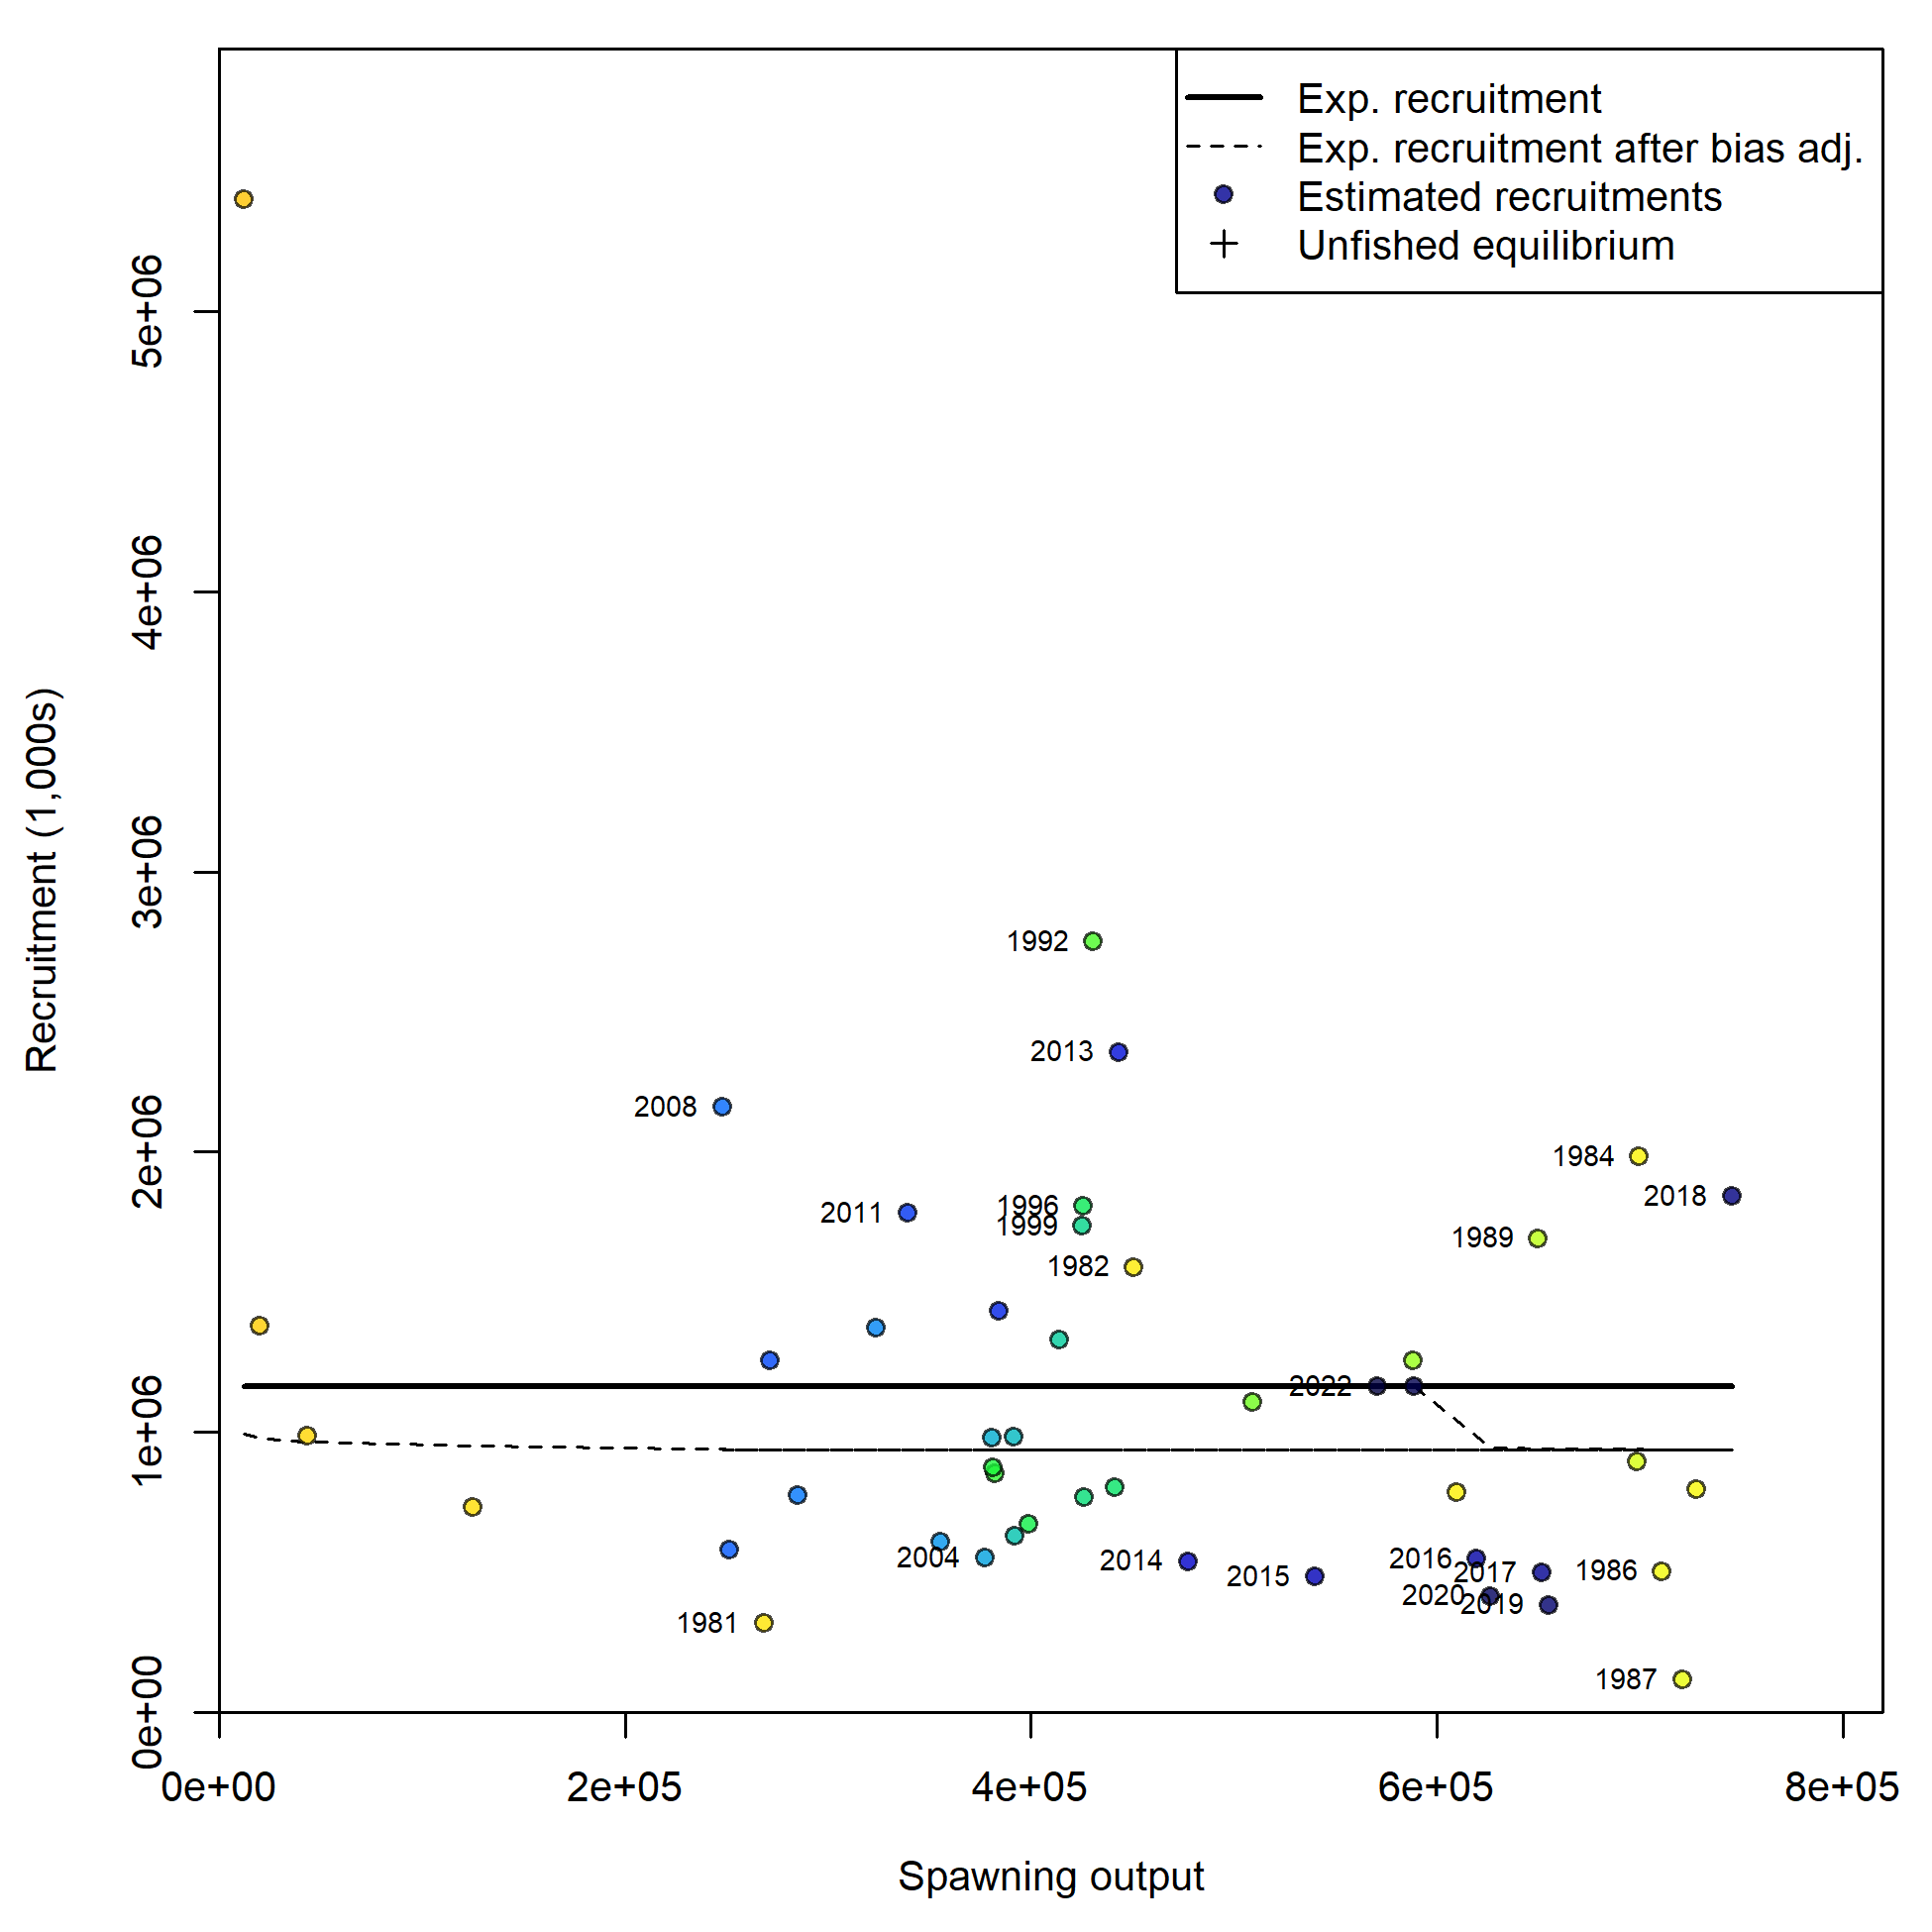 Exp. recruitment
Exp. recruitment after bias adj.
Estimated recruitments
Unfished equilibrium
5e+06
4e+06
3e+06
2e+06
1e+06
0e+00
Recruitment (1,000s)
1992
2013
2008
1984
2018
1996
2011
1999
1989
1982
2022
2004
2014
2016
2015
2017
1986
2020
2019
1981
1987
0e+00
2e+05
4e+05
6e+05
8e+05
Spawning output